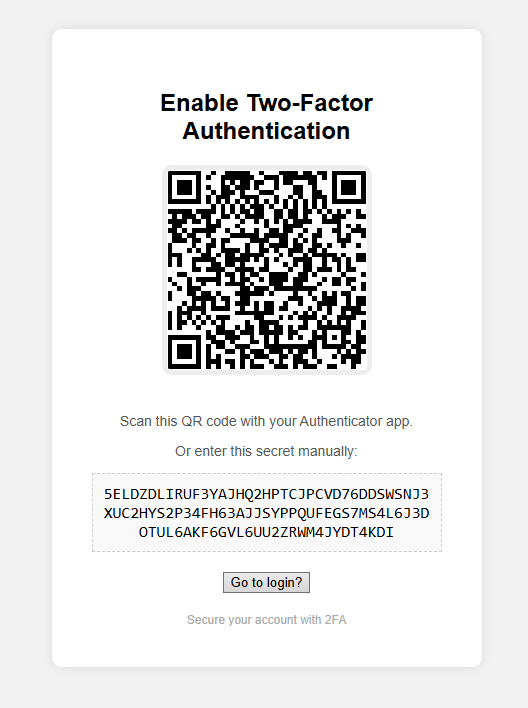 Enable Two-Factor
Authentication
Scan this QR code with your Authenticator app.
Or enter this secret manually:
5ELDZDLIRUF3YAJHQ2HPTCJPCVD76DDSWSNJ3
XUC2HYS2P34FH63AJJSYPPQUFEGS7MS4L6J3D
OTUL6AKF6GVL6UU2ZRWM4JYDT4KDI
Go to login?
Secure your account with 2FA